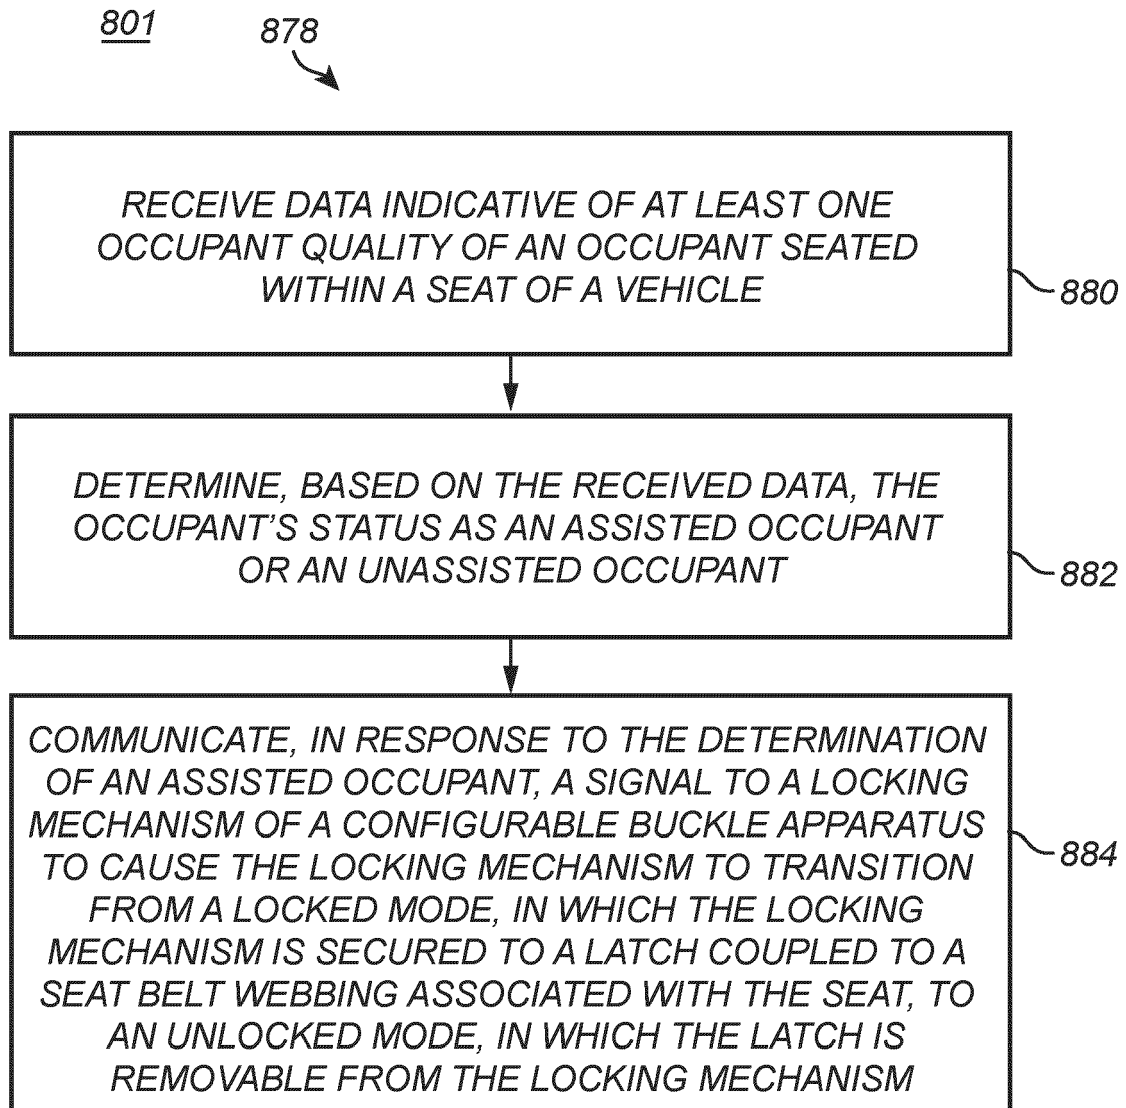 801
878
RECEIVE DATA INDICATIVE OF AT LEAST ONE
OCCUPANT QUALITY OF AN OCCUPANT SEATED
WITHIN A SEAT OF A VEHICLE
880
DETERMINE, BASED ON THE RECEIVED DATA, THE
OCCUPANT'S STATUS AS AN ASSISTED OCCUPANT
OR AN UNASSISTED OCCUPANT
882
COMMUNICATE, IN RESPONSE TO THE DETERMINATION
OF AN ASSISTED OCCUPANT, A SIGNAL TO A LOCKING
MECHANISM OF A CONFIGURABLE BUCKLE APPARATUS
TO CAUSE THE LOCKING MECHANISM TO TRANSITION
FROM A LOCKED MODE, IN WHICH THE LOCKING
MECHANISM IS SECURED TO A LATCH COUPLED TO A
SEAT BELT WEBBING ASSOCIATED WITH THE SEAT, TO
AN UNLOCKED MODE, IN WHICH THE LATCH IS
REMOVABLE FROM THE LOCKING MECHANISM
884